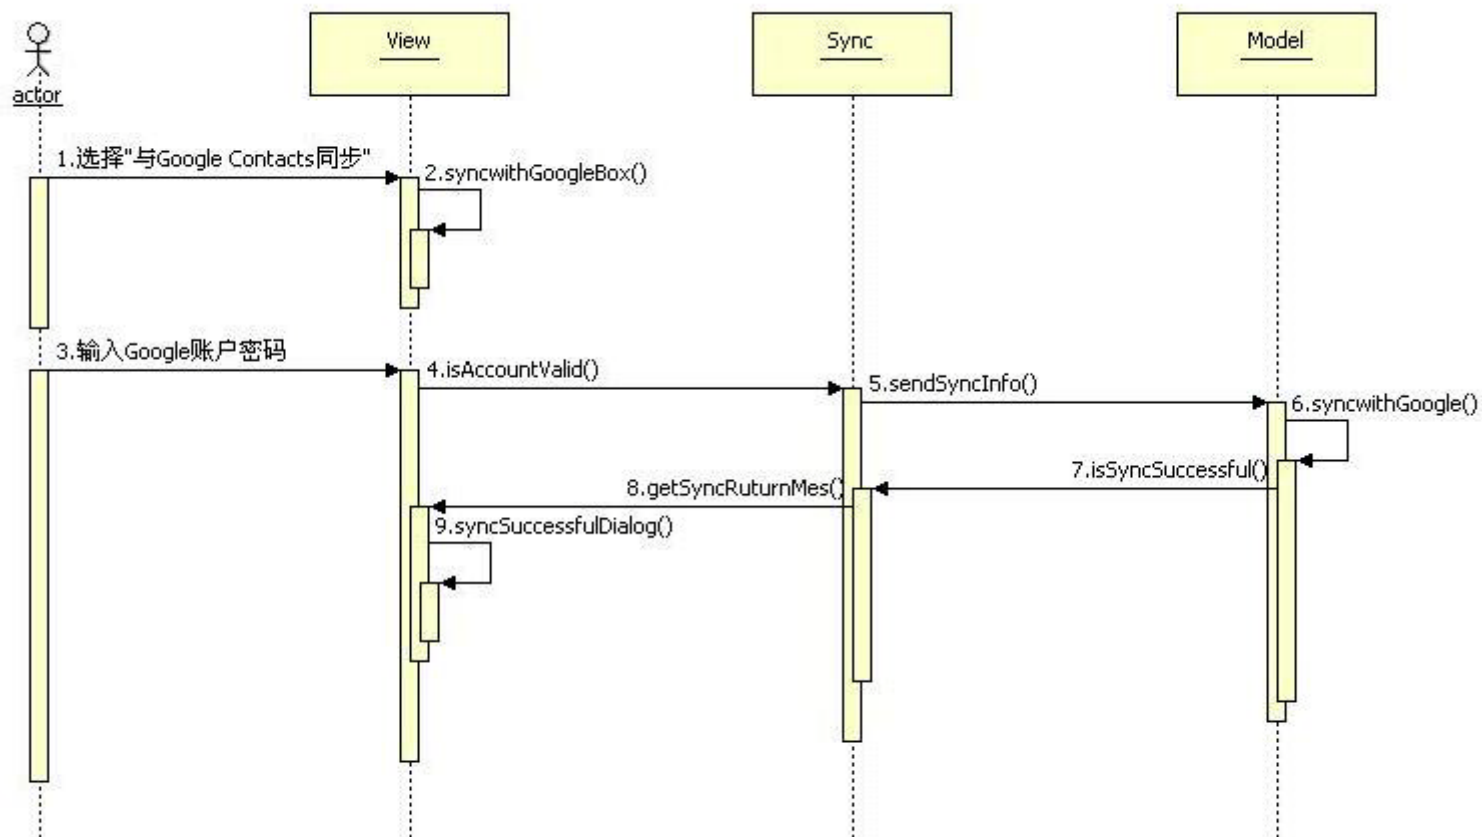 View
Sync
Model
actor
1.选择"与Google Contacts同步"
2.syncwithGoogleBox()
3.输入Google账户密码
4.isAccountValid()
5.sendSyncInfo()
6.syncwithGoogle()
7.isSyncSuccessful()
8.getSyncRuturnMes()
9.syncSuccessfulDialog()